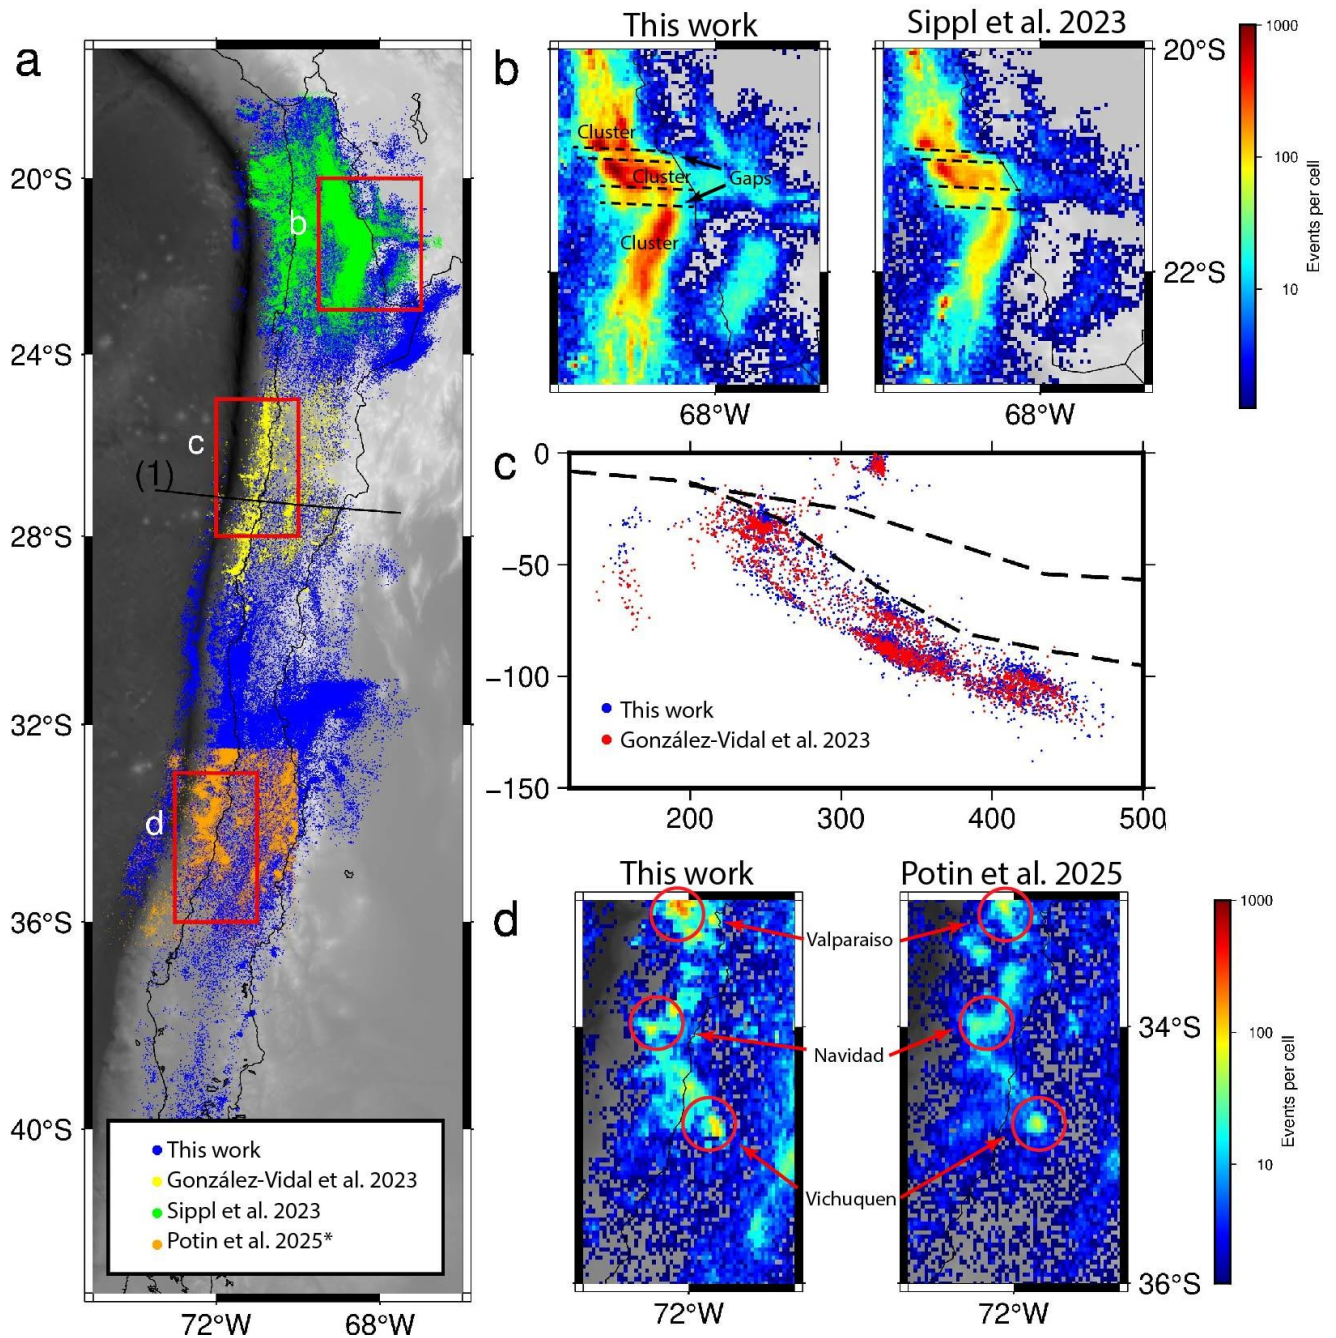 a
20°S
24°S
28°S
32°S
36°S
40°S
72°W
68°W
b
c
(1)
d
This work
González-Vidal et al. 2023
Sippl et al. 2023
Potin et al. 2025*
b
This work
Sippl et al. 2023
Cluster
Cluster
Gaps
Cluster
20°S
22°S
68°W
68°W
1000
100
10
Events per cell
c
0
−50
−100
−150
200
300
400
500
This work
González-Vidal et al. 2023
d
This work
Potin et al. 2025
Valparaiso
Navidad
Vichuquen
34°S
36°S
72°W
72°W
1000
100
10
Events per cell